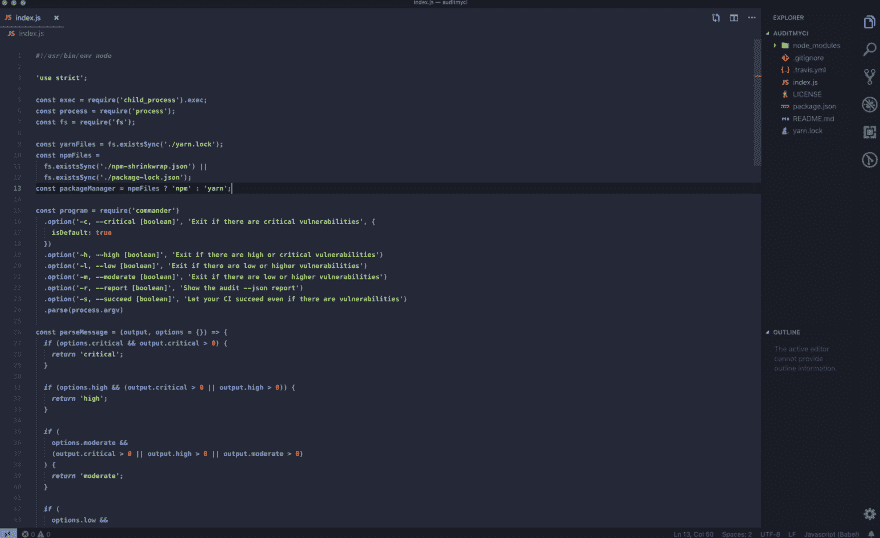 index.js — auditmyci
JS index.js ×
JS index.js
1 #!/usr/bin/env node
2
3 'use strict';
4
5 const exec = require('child_process').exec;
6 const process = require('process');
7 const fs = require('fs');
8
9 const yarnFiles = fs.existsSync('./yarn.lock');
10 const npmFiles =
11 fs.existsSync('./npm-shrinkwrap.json') ||
12 fs.existsSync('./package-lock.json');
13 const packageManager = npmFiles ? 'npm' : 'yarn';
14
15 const program = require('commander')
16 .option('-c, --critical [boolean]', 'Exit if there are critical vulnerabilities', {
17 isDefault: true
18 })
19 .option('-h, --high [boolean]', 'Exit if there are high or critical vulnerabilities')
20 .option('-l, --low [boolean]', 'Exit if there are low or higher vulnerabilities')
21 .option('-m, --moderate [boolean]', 'Exit if there are low or higher vulnerabilities')
22 .option('-r, --report [boolean]', 'Show the audit --json report')
23 .option('-s, --succeed [boolean]', 'Let your CI succeed even if there are vulnerabilities')
24 .parse(process.argv)
25
26 const parseMessage = (output, options = {}) => {
27 if (options.critical && output.critical > 0) {
28 return 'critical';
29 }
30
31 if (options.high && (output.critical > 0 || output.high > 0)) {
32 return 'high';
33 }
34
35 if (
36 options.moderate &&
37 (output.critical > 0 || output.high > 0 || output.moderate > 0)
38 ) {
39 return 'moderate';
40 }
41
42 if (
43 options.low &&
EXPLORER
AUDITMYCI
node_modules
.gitignore
.travis.yml
JS index.js
LICENSE
package.json
README.md
yarn.lock
OUTLINE
The active editor
cannot provide
outline information.
0 0
Ln 13, Col 50 Spaces: 2 UTF-8 LF Javascript (Babel)